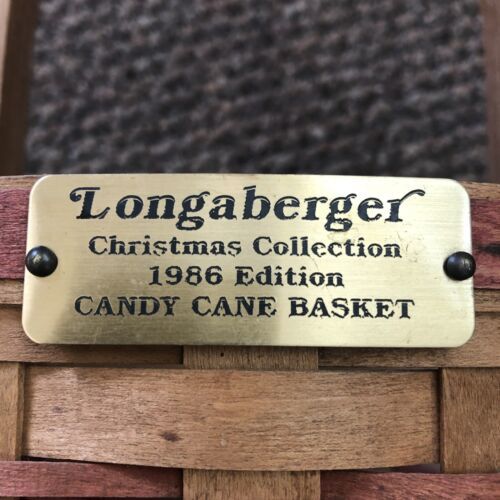 Longaberger
Christmas Collection
1986 Edition
CANDY CANE BASKET